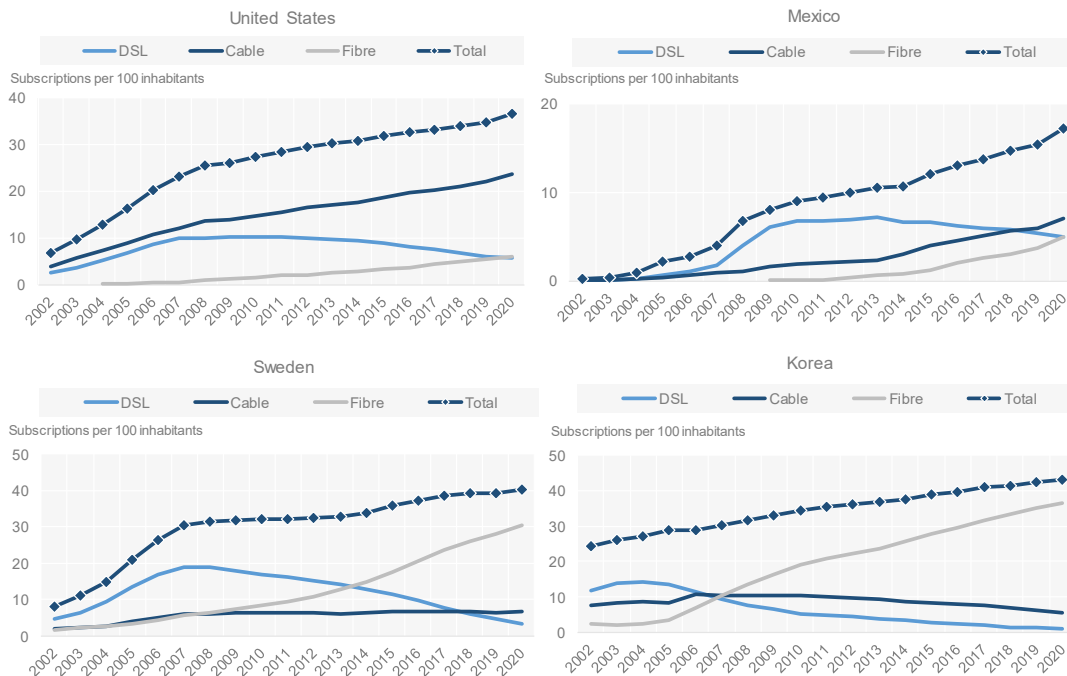 United States
DSL Cable Fibre Total
Subscriptions per 100 inhabitants
40
30
20
10
0
2002 2003 2004 2005 2006 2007 2008 2009 2010 2011 2012 2013 2014 2015 2016 2017 2018 2019 2020
Mexico
DSL Cable Fibre Total
Subscriptions per 100 inhabitants
20
10
0
2002 2003 2004 2005 2006 2007 2008 2009 2010 2011 2012 2013 2014 2015 2016 2017 2018 2019 2020
Sweden
DSL Cable Fibre Total
Subscriptions per 100 inhabitants
50
40
30
20
10
0
2002 2003 2004 2005 2006 2007 2008 2009 2010 2011 2012 2013 2014 2015 2016 2017 2018 2019 2020
Korea
DSL Cable Fibre Total
Subscriptions per 100 inhabitants
50
40
30
20
10
0
2002 2003 2004 2005 2006 2007 2008 2009 2010 2011 2012 2013 2014 2015 2016 2017 2018 2019 2020